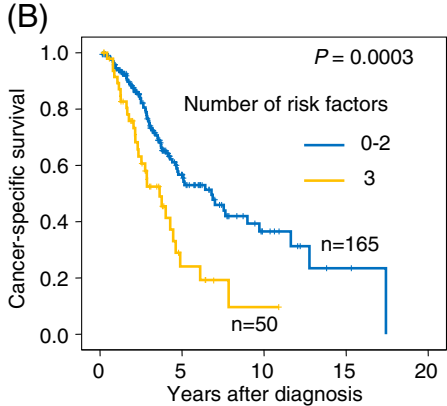 (B)
P = 0.0003
Number of risk factors
0-2
3
n=165
n=50
Cancer-specific survival
1.0
0.8
0.6
0.4
0.2
0.0
0 5 10 15 20
Years after diagnosis